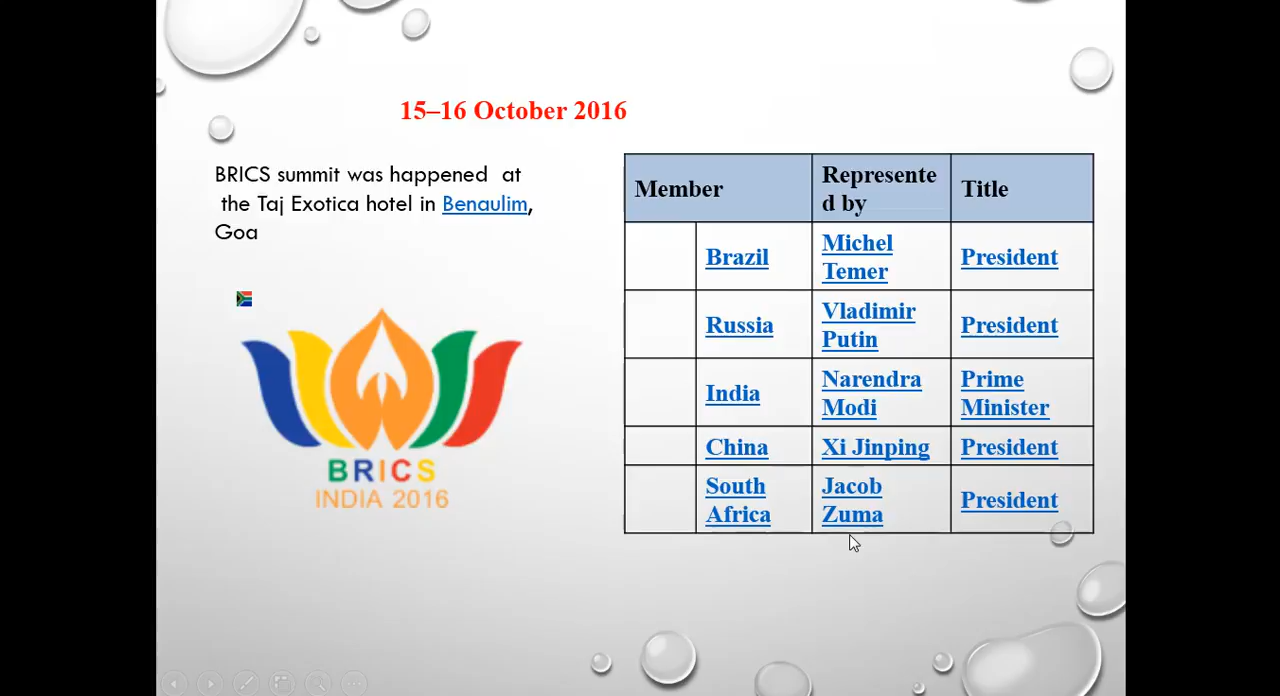 15–16 October 2016
BRICS summit was happened at
the Taj Exotica hotel in Benaulim,
Goa
BRICS
INDIA 2016
Member
Represente
d by
Title
Brazil
Michel
Temer
President
Russia
Vladimir
Putin
President
India
Narendra
Modi
Prime
Minister
China
Xi Jinping
President
South
Africa
Jacob
Zuma
President